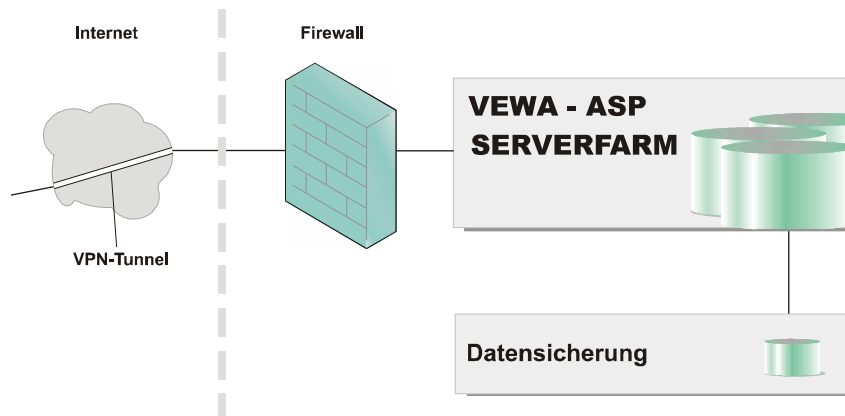 Internet
Firewall
VEWA - ASP
SERVERFARM
VPN-Tunnel
Datensicherung